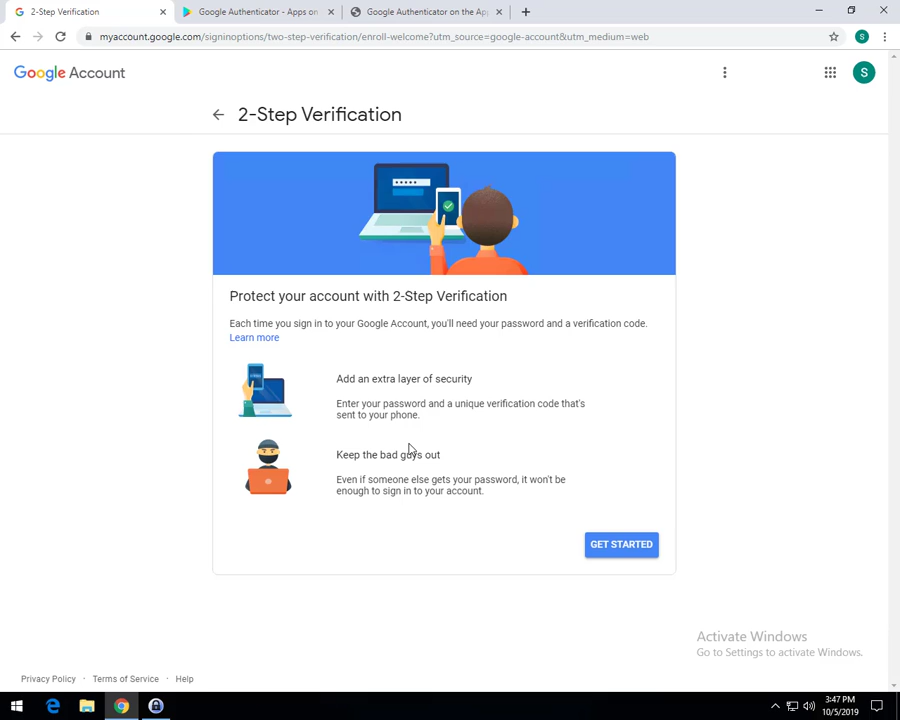 2-Step Verification
Google Authenticator - Apps on
Google Authenticator on the App
myaccount.google.com/signinoptions/two-step-verification/enroll-welcome?utm_source=google-account&utm_medium=web
S
Google Account
S
2-Step Verification
Protect your account with 2-Step Verification
Each time you sign in to your Google Account, you'll need your password and a verification code.
Learn more
Add an extra layer of security
Enter your password and a unique verification code that's
sent to your phone.
Keep the bad guys out
Even if someone else gets your password, it won't be
enough to sign in to your account.
GET STARTED
Activate Windows
Go to Settings to activate Windows.
Privacy Policy · Terms of Service · Help
3:47 PM
10/5/2019